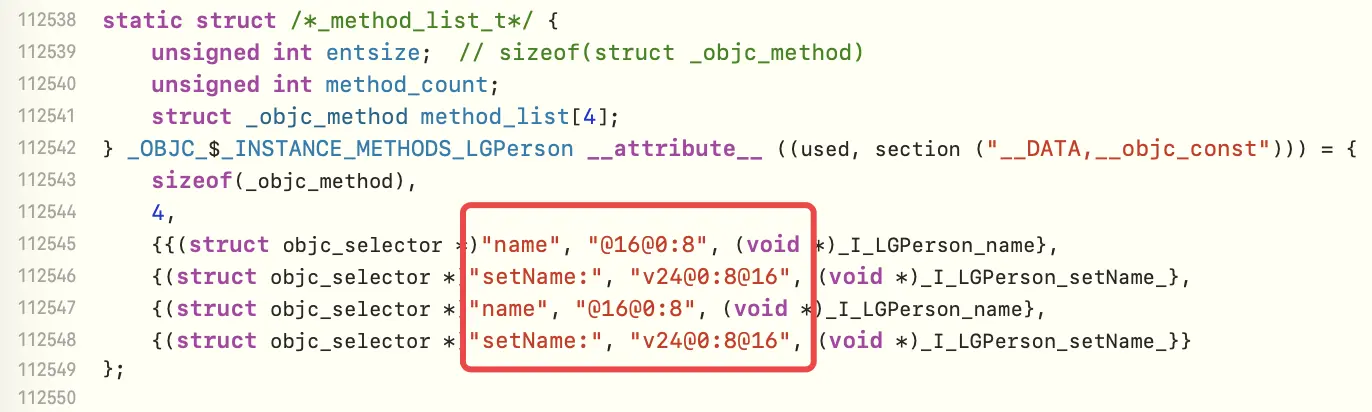 112538 static struct /*_method_list_t*/ {
112539 unsigned int entsize;  // sizeof(struct _objc_method)
112540 unsigned int method_count;
112541 struct _objc_method method_list[4];
112542 } _OBJC_$_INSTANCE_METHODS_LGPerson __attribute__ ((used, section ("__DATA,__objc_const"))) = {
112543 sizeof(_objc_method),
112544 4,
112545 {{(struct objc_selector *)"name", "@16@0:8", (void *)_I_LGPerson_name},
112546 {(struct objc_selector *)"setName:", "v24@0:8@16", (void *)_I_LGPerson_setName_},
112547 {(struct objc_selector *)"name", "@16@0:8", (void *)_I_LGPerson_name},
112548 {(struct objc_selector *)"setName:", "v24@0:8@16", (void *)_I_LGPerson_setName_}}
112549 };
112550